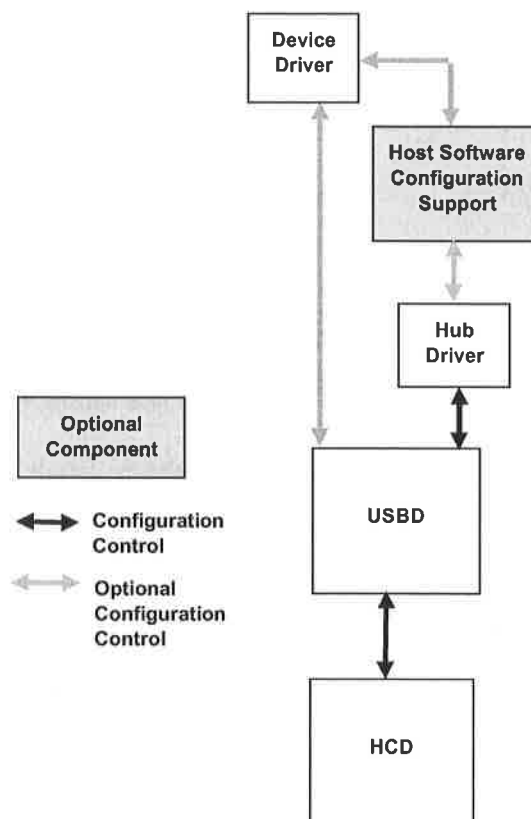 Device
Driver
Host Software
Configuration
Support
Hub
Driver
Optional
Component
USBD
Configuration
Control
Optional
Configuration
Control
HCD